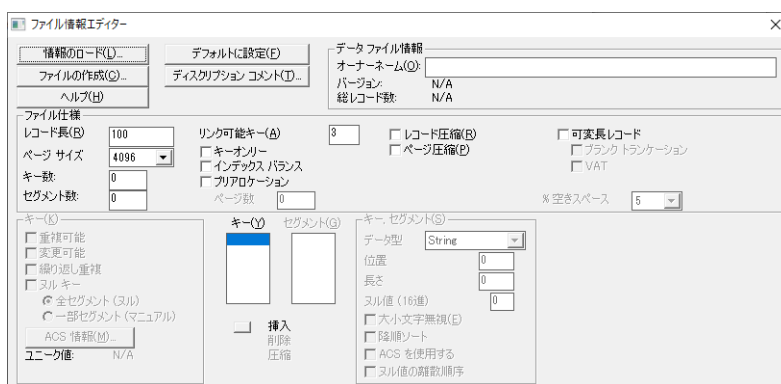 ファイル情報エディター
情報のロード(L)...
デフォルトに設定(F)
ファイルの作成(C)...
ディスクリプション コメント(T)...
ヘルプ(H)
データ ファイル情報
オーナーネーム(O):
バージョン: N/A
総レコード数: N/A
ファイル仕様
レコード長(R) 100
ページ サイズ 4096
キー数: 0
セグメント数: 0
リンク可能キー(A) 3
キーオンリー
インデックス バランス
プリアロケーション
ページ数 0
レコード圧縮(R)
ページ圧縮(P)
可変長レコード
ブランク トランケーション
VAT
% 空きスペース 5
キー(K)
重複可能
変更可能
繰り返し重複
ヌル キー
全セグメント (ヌル)
一部セグメント (マニュアル)
ACS 情報(M)...
ユニーク値: N/A
キー(Y) セグメント(G)
挿入
削除
圧縮
キー, セグメント(S)
データ型 String
位置 0
長さ 0
ヌル値 (16進) 0
大小文字無視(E)
降順ソート
ACS を使用する
ヌル値の離散順序